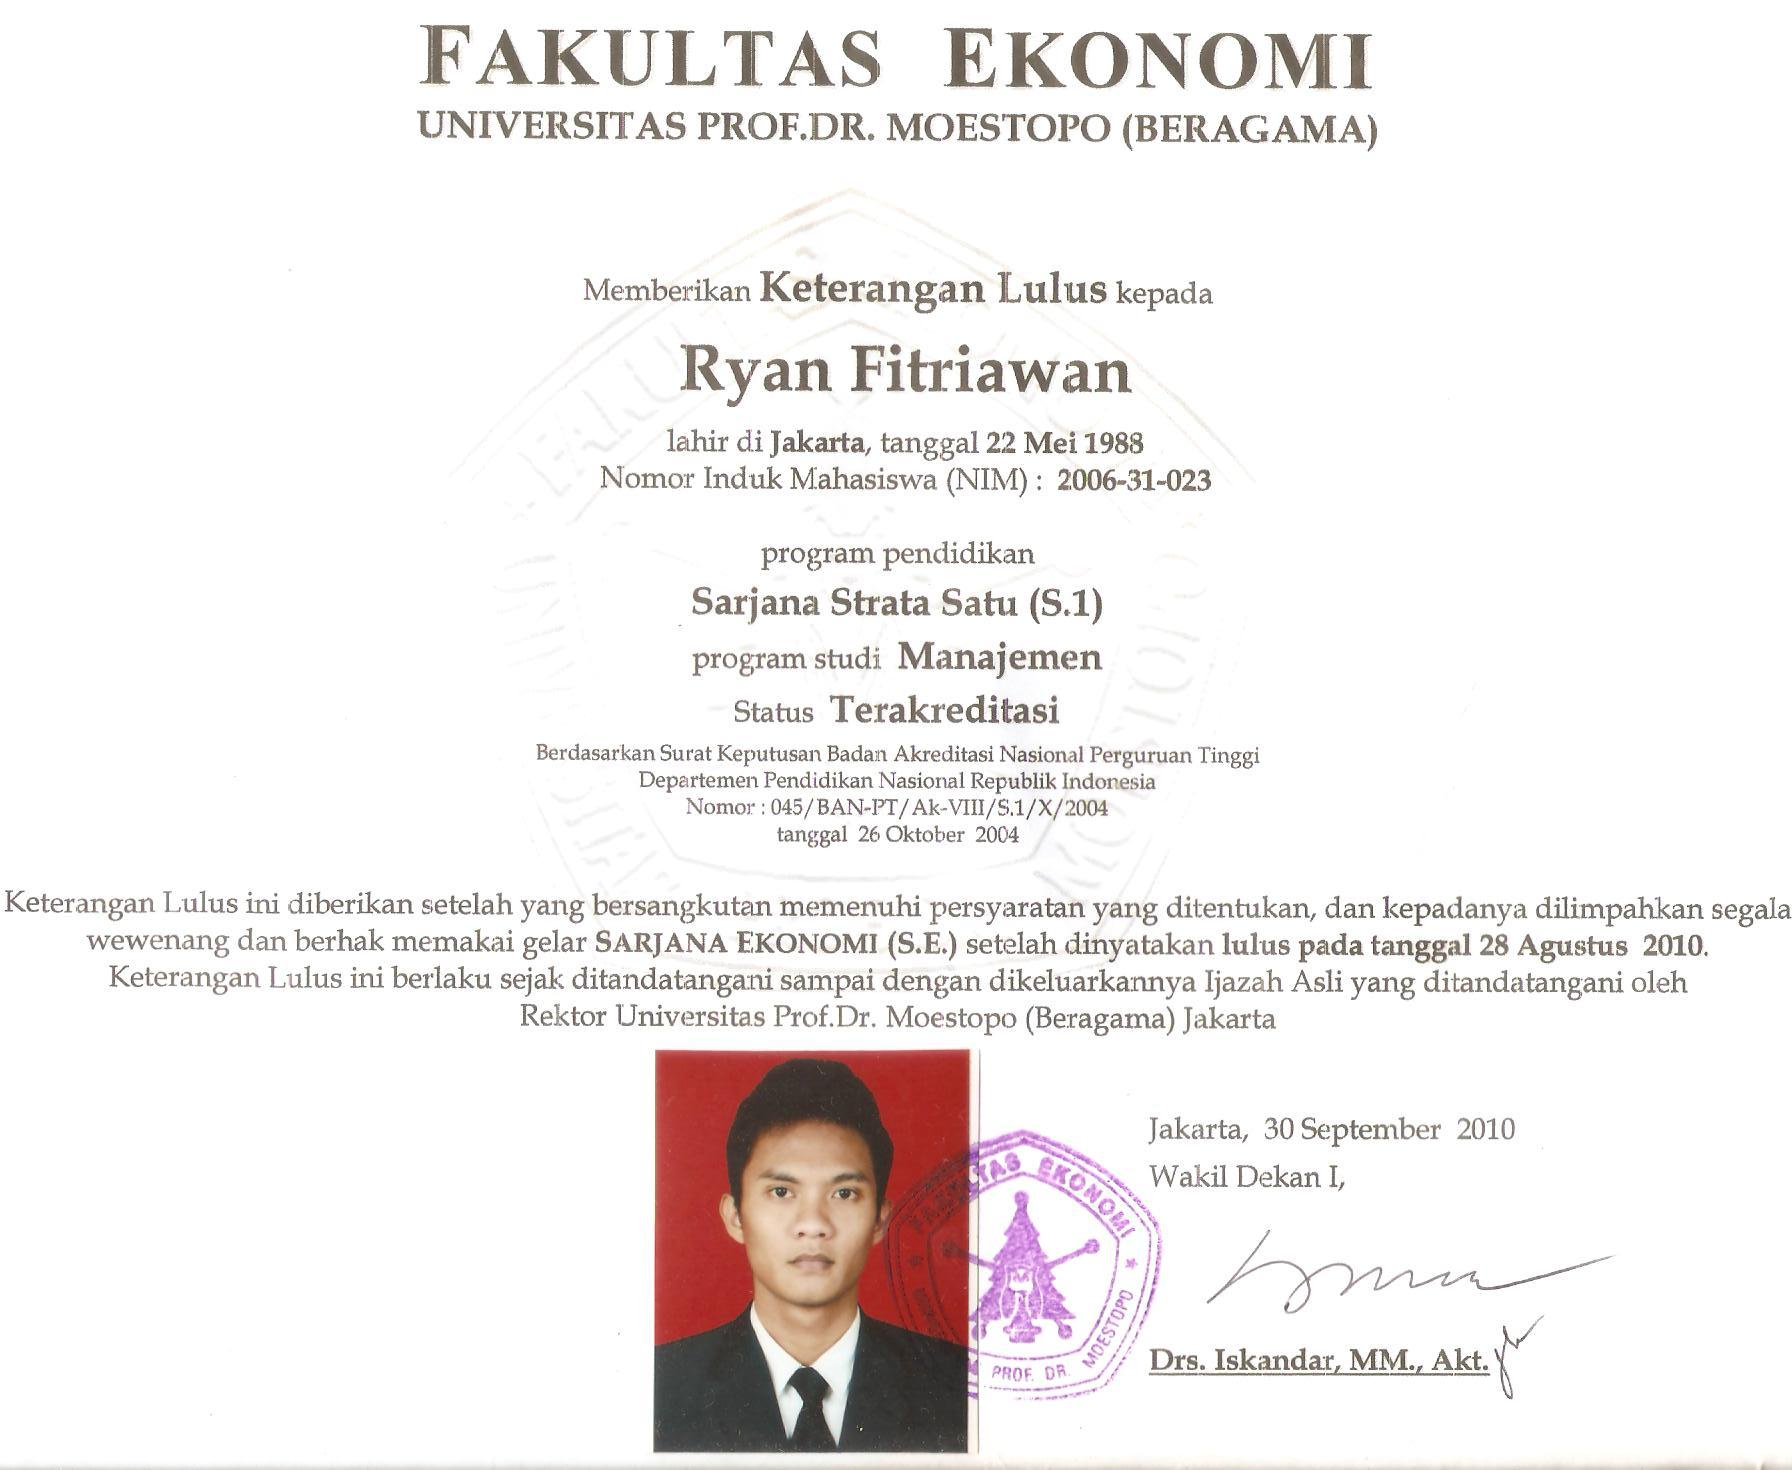 FAKULTAS EKONOMI
UNIVERSITAS PROF.DR. MOESTOPO (BERAGAMA)
Memberikan Keterangan Lulus kepada
Ryan Fitriawan
lahir di Jakarta, tanggal 22 Mei 1988
Nomor Induk Mahasiswa (NIM) : 2006-31-023
program pendidikan
Sarjana Strata Satu (S.1)
program studi Manajemen
Status Terakreditasi
Berdasarkan Surat Keputusan Badan Akreditasi Nasional Perguruan Tinggi
Departemen Pendidikan Nasional Republik Indonesia
Nomor : 045/BAN-PT/Ak-VIII/S.1/X/2004
tanggal 26 Oktober 2004
Keterangan Lulus ini diberikan setelah yang bersangkutan memenuhi persyaratan yang ditentukan, dan kepadanya dilimpahkan segala
wewenang dan berhak memakai gelar SARJANA EKONOMI (S.E.) setelah dinyatakan lulus pada tanggal 28 Agustus 2010.
Keterangan Lulus ini berlaku sejak ditandatangani sampai dengan dikeluarkannya Ijazah Asli yang ditandatangani oleh
Rektor Universitas Prof.Dr. Moestopo (Beragama) Jakarta
Jakarta, 30 September 2010
Wakil Dekan I,
FAKULTAS EKONOMI
PROF. DR. MOESTOPO
Drs. Iskandar, MM., Akt.